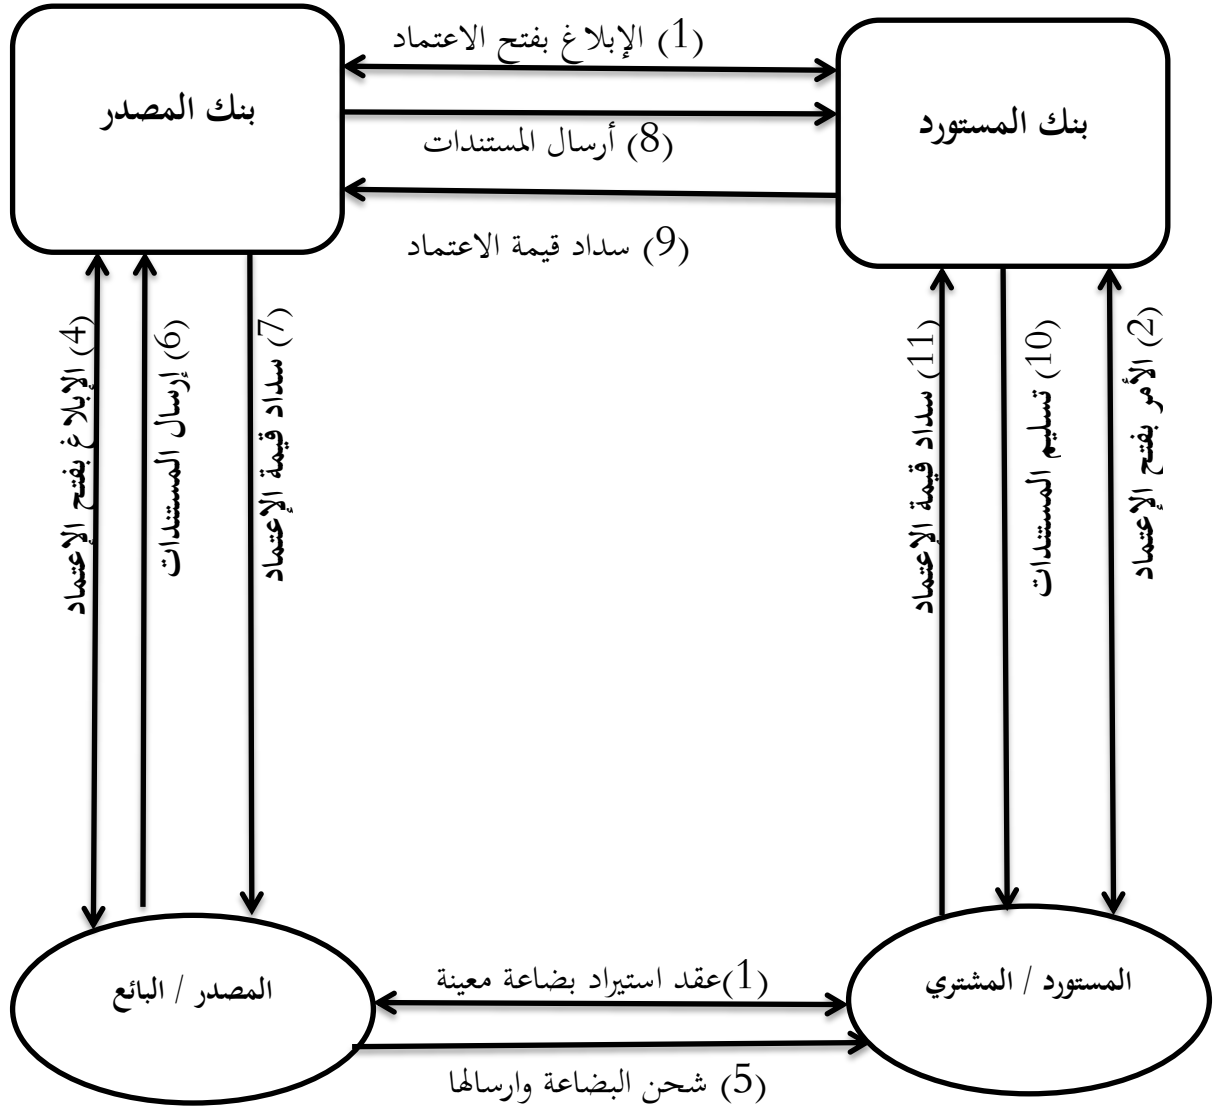 (1) الإبلاغ بفتح الاعتماد
بنك المستورد
بنك المصدر
(8) أرسال المستندات
(9) سداد قيمة الاعتماد
(2) الأمر بفتح الإعتماد
(10) تسليم المستندات
(11) سداد قيمة الإعتماد
(7) سداد قيمة الإعتماد
(6) إرسال المستندات
(4) الإبلاغ بفتح الإعتماد
المستورد / المشتري
(1)عقد استيراد بضاعة معينة
المصدر / البائع
(5) شحن البضاعة وارسالها